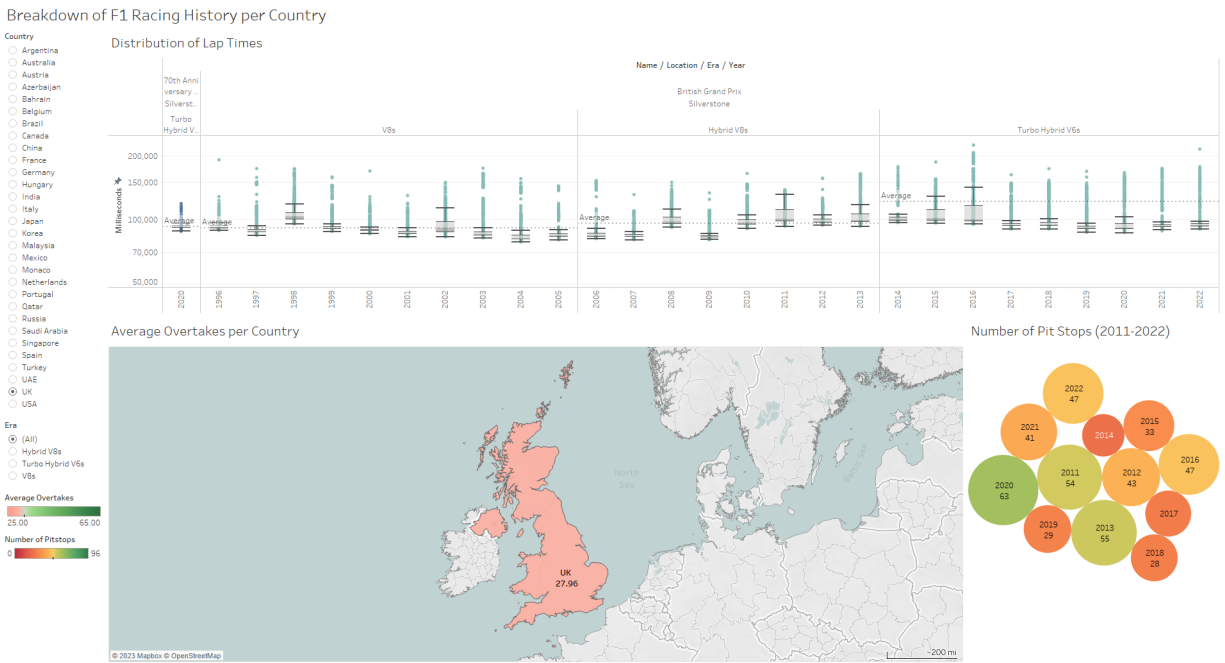 Breakdown of F1 Racing History per Country
Country
Argentina
Australia
Austria
Azerbaijan
Bahrain
Belgium
Brazil
Canada
China
France
Germany
Hungary
India
Italy
Japan
Korea
Malaysia
Mexico
Monaco
Netherlands
Portugal
Qatar
Russia
Saudi Arabia
Singapore
Spain
Turkey
UAE
UK
USA
Era
(All)
Hybrid V8s
Turbo Hybrid V6s
V8s
Average Overtakes
25.00 65.00
Number of Pitstops
0 96
Distribution of Lap Times
Name / Location / Era / Year
70th Anni
versary ..
Silverst..
Turbo
Hybrid V..
British Grand Prix
Silverstone
V8s
Hybrid V8s
Turbo Hybrid V6s
Milliseconds
200,000
150,000
100,000
70,000
50,000
Average
Average
Average
Average
2020
1996
1997
1998
1999
2000
2001
2002
2003
2004
2005
2006
2007
2008
2009
2010
2011
2012
2013
2014
2015
2016
2017
2018
2019
2020
2021
2022
Average Overtakes per Country
North
Sea
Baltic Sea
UK
27.96
© 2023 Mapbox © OpenStreetMap
~200 mi
Number of Pit Stops (2011-2022)
2022
47
2021
41
2014
2015
33
2016
47
2020
63
2011
54
2012
43
2017
2019
29
2013
55
2018
28